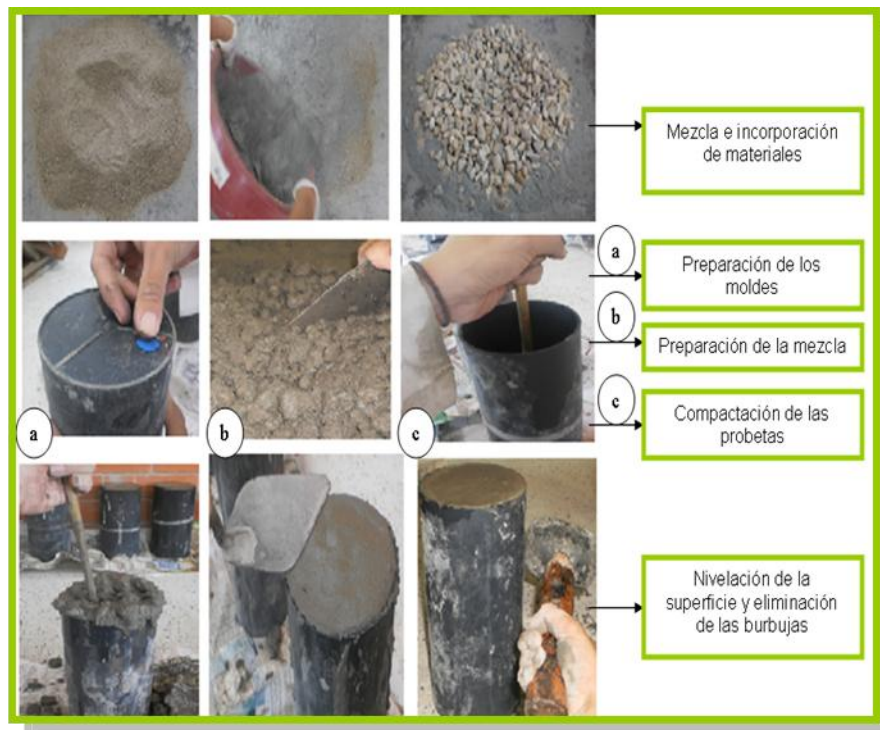 Mezcla e incorporación
de materiales
a
Preparación de los
moldes
b
Preparación de la mezcla
c
Compactación de las
probetas
a
b
c
Nivelación de la
superficie y eliminación
de las burbujas